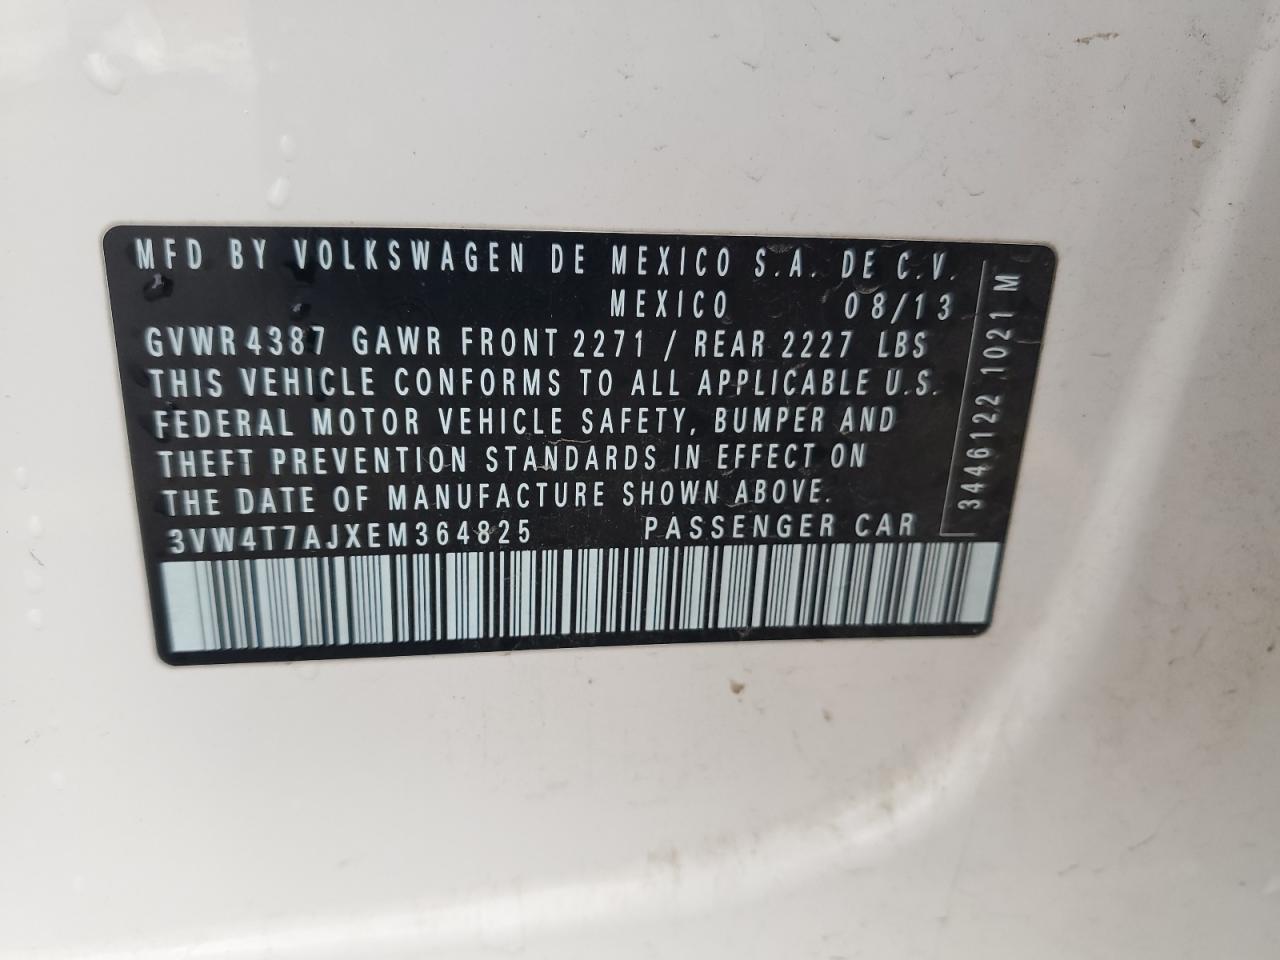 MFD BY VOLKSWAGEN DE MEXICO S.A. DE C.V.
MEXICO 08/13
GVWR 4387 GAWR FRONT 2271 / REAR 2227 LBS
THIS VEHICLE CONFORMS TO ALL APPLICABLE U.S.
FEDERAL MOTOR VEHICLE SAFETY, BUMPER AND
THEFT PREVENTION STANDARDS IN EFFECT ON
THE DATE OF MANUFACTURE SHOWN ABOVE.
3VW4T7AJXEM364825 PASSENGER CAR
3446122 1021 M